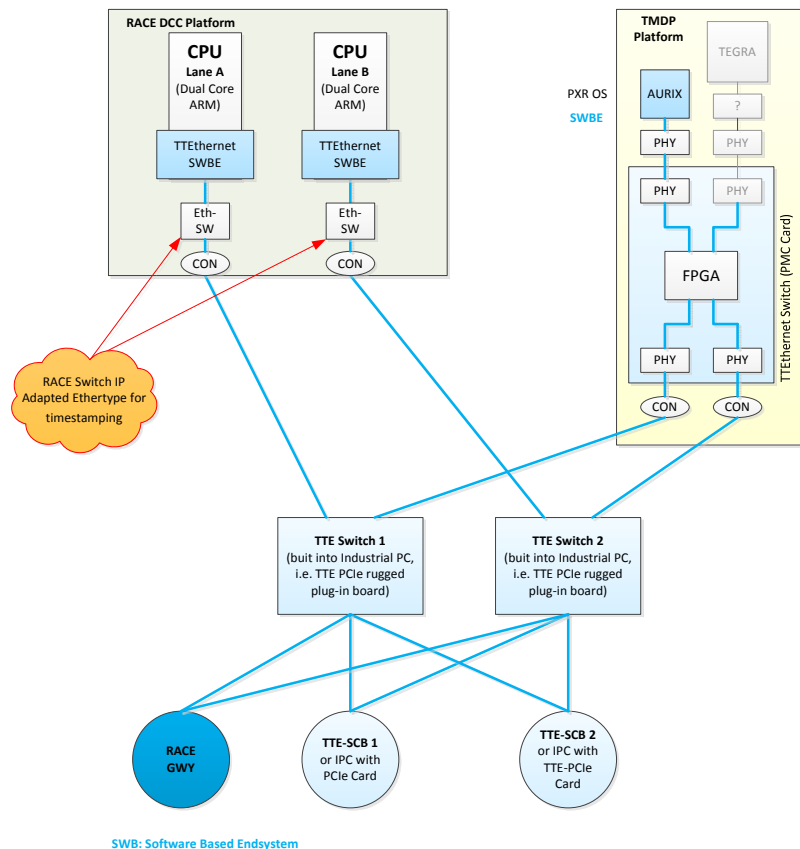 RACE DCC Platform
CPU
Lane A
(Dual Core
ARM)
TTEthernet
SWBE
Eth-
SW
CON
CPU
Lane B
(Dual Core
ARM)
TTEthernet
SWBE
Eth-
SW
CON
TMDP
Platform
TEGRA
PXR OS
SWBE
AURIX
?
PHY
PHY
PHY
PHY
FPGA
PHY
PHY
CON
CON
TTEthernet Switch (PMC Card)
RACE Switch IP
Adapted Ethertype for
timestamping
TTE Switch 1
(buit into Industrial PC,
i.e. TTE PCIe rugged
plug-in board)
TTE Switch 2
(buit into Industrial PC,
i.e. TTE PCIe rugged
plug-in board)
RACE
GWY
TTE-SCB 1
or IPC with
PCIe Card
TTE-SCB 2
or IPC with
TTE-PCIe
Card
SWB: Software Based Endsystem